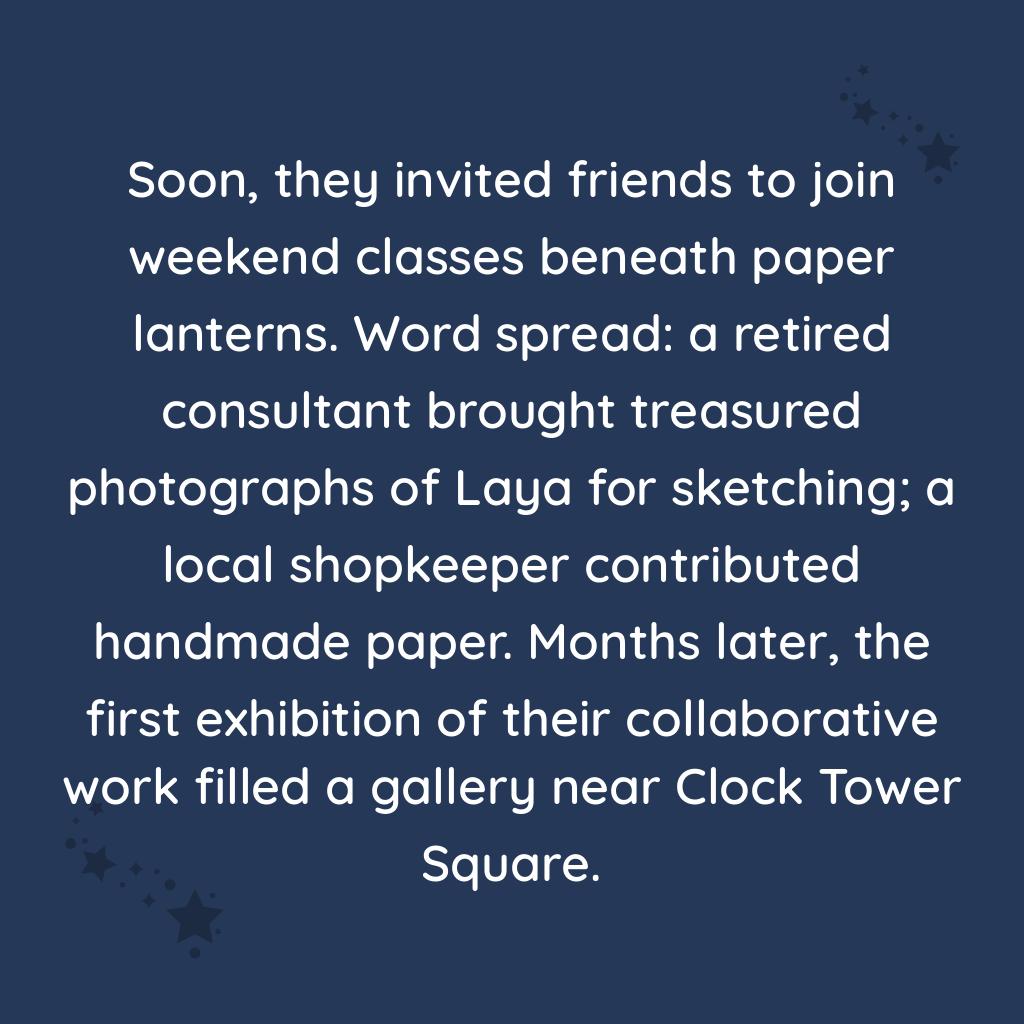 Soon, they invited friends to join
weekend classes beneath paper
lanterns. Word spread: a retired
consultant brought treasured
photographs of Laya for sketching; a
local shopkeeper contributed
handmade paper. Months later, the
first exhibition of their collaborative
work filled a gallery near Clock Tower
Square.